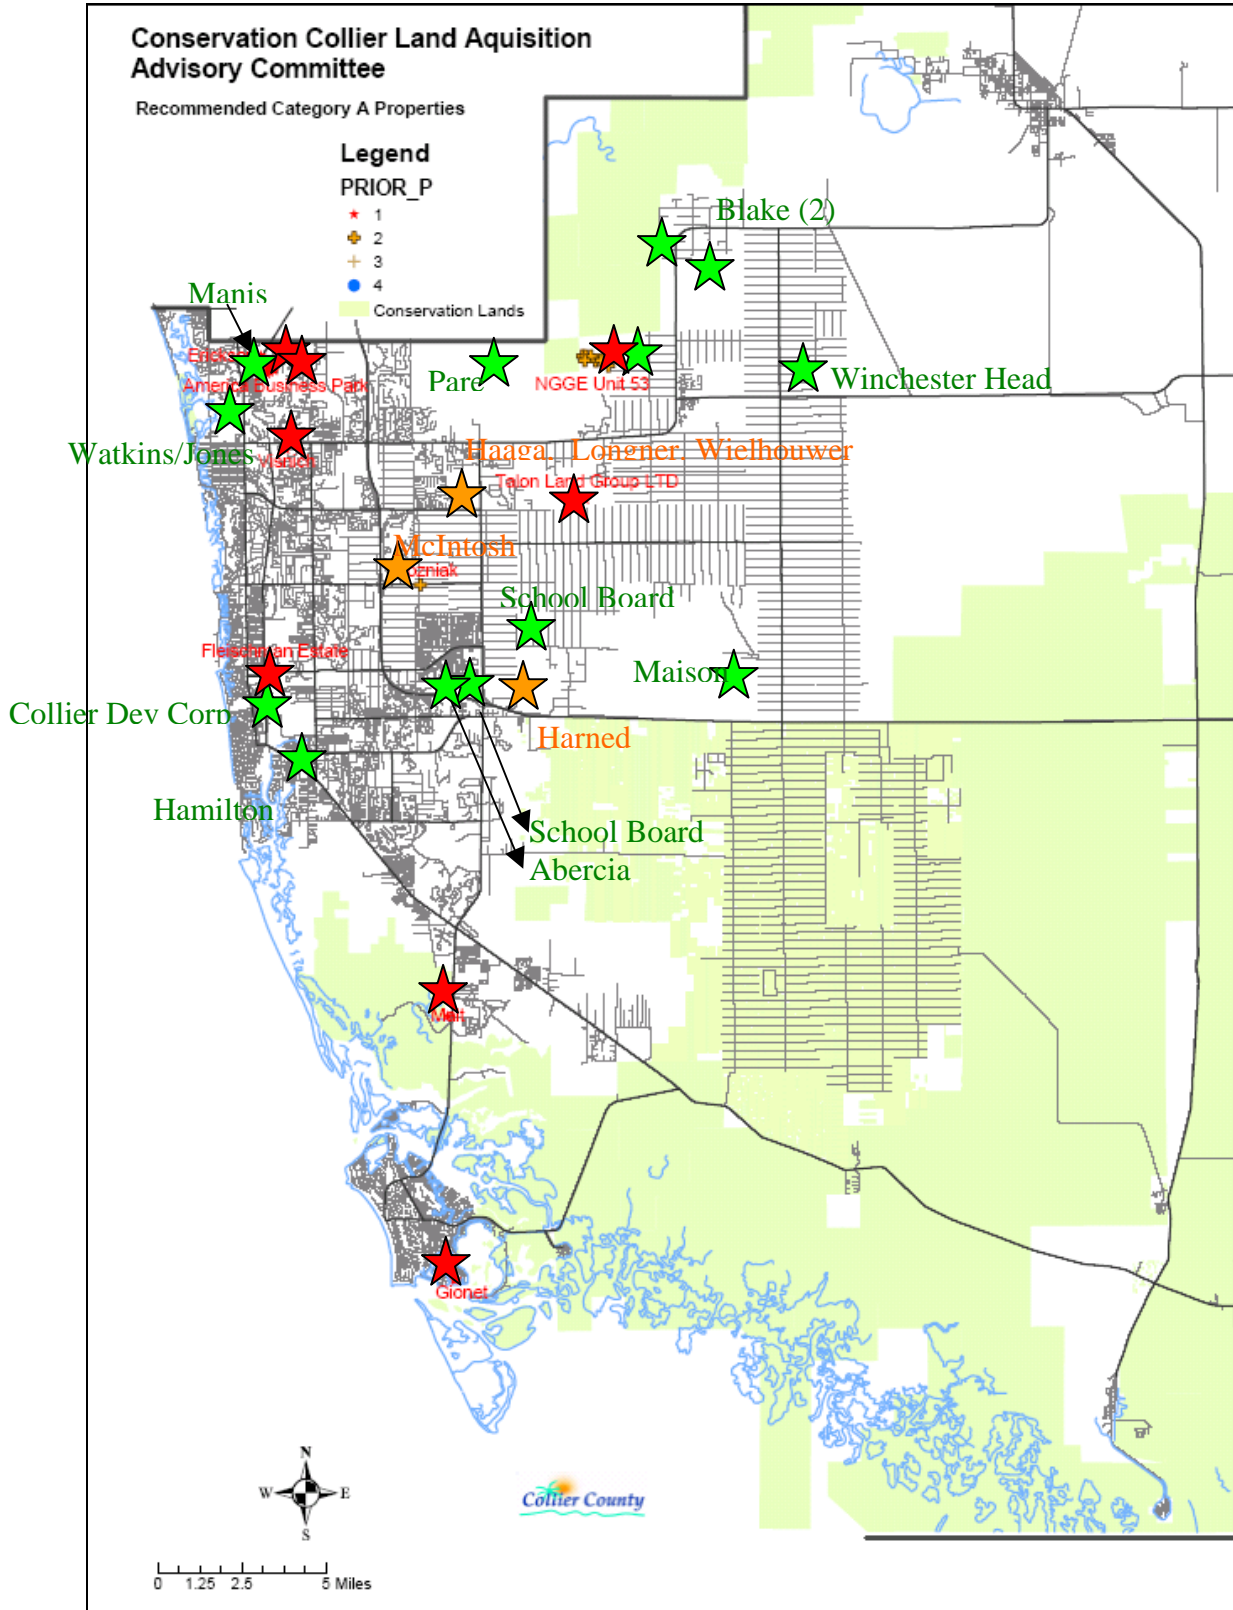 Conservation Collier Land Aquisition
Advisory Committee
Recommended Category A Properties
Legend
PRIOR_P
1
2
3
4
Conservation Lands
Blake (2)
Manis
America Business Park
Pare
NGGE Unit 53
Winchester Head
Watkins/Jones
Haaga, Longner, Wielhouwer
Talon Land Group LTD
McIntosh
School Board
Fleischman Estate
Maison
Collier Dev Corp
Harned
Hamilton
School Board
Abercia
Gionet
N
W E
S
Collier County
0 1.25 2.5 5 Miles